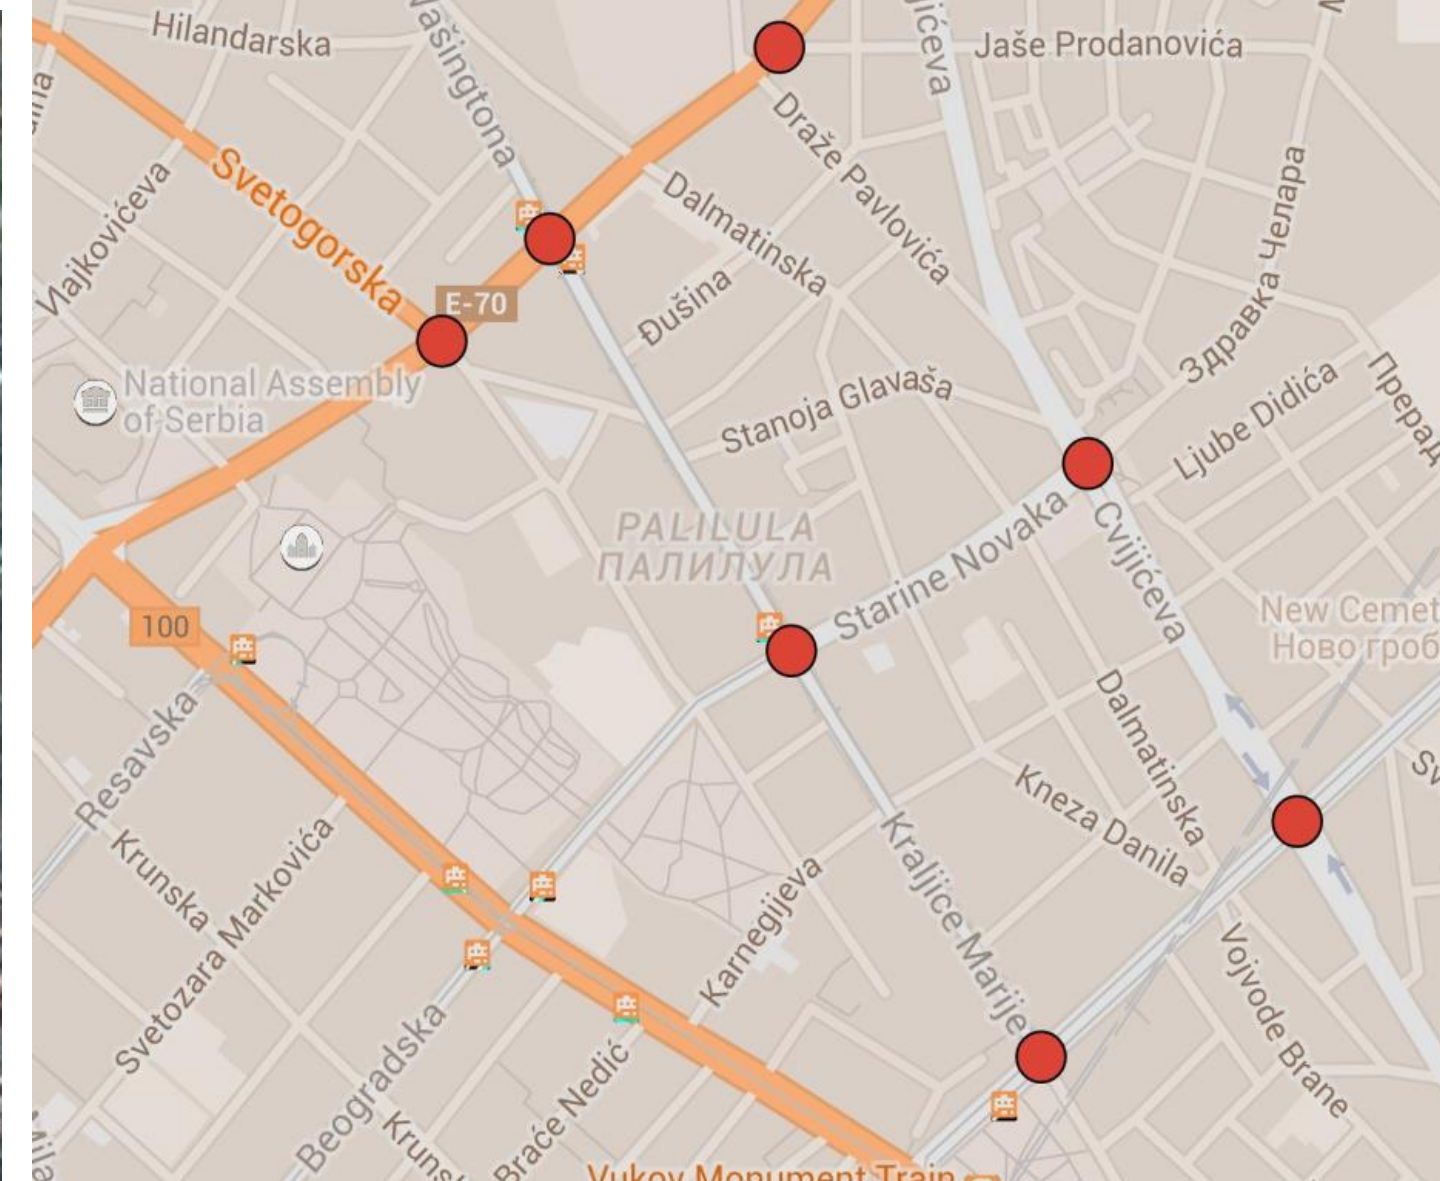 Hilandarska
Jaše Prodanovića
Draže Pavlovića
Svetogorska
Dalmatinska
Здравка Челара
Đušina
E-70
National Assembly
of Serbia
Stanoja Glavaša
Ljube Didića
PALILULA
ПАЛИЛУЛА
Starine Novaka
Cvijićeva
New Cemet
Ново гроб
100
Resavska
Dalmatinska
Kneza Danila
Krunska
Svetozara Markovića
Kraljice Marije
Karnegijeva
Vojvode Brane
Beogradska
Braće Nedić
Vukov Monument Train